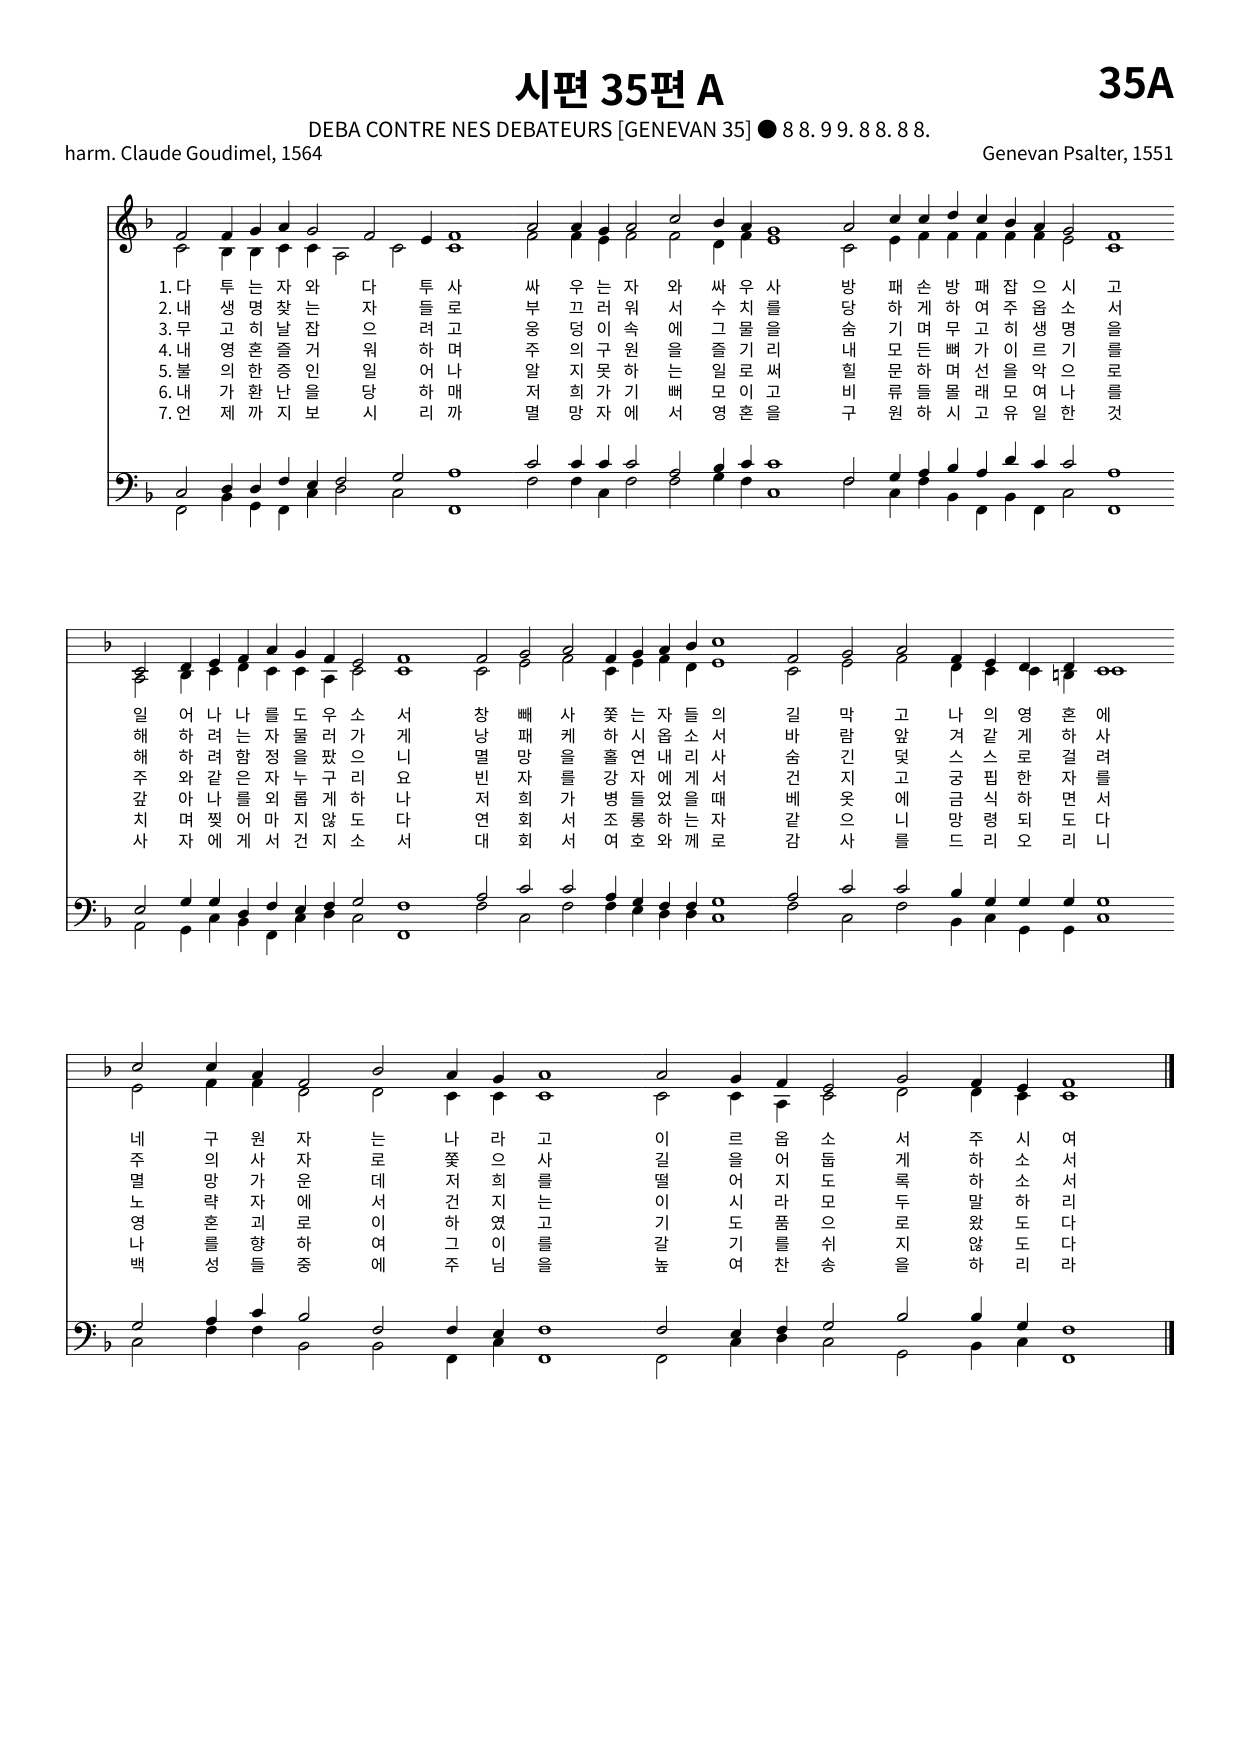 시편 35편 A
35A
DEBA CONTRE NES DEBATEURS [GENEVAN 35] ● 8 8. 9 9. 8 8. 8 8.
harm. Claude Goudimel, 1564
Genevan Psalter, 1551
1. 다 투 는 자 와 다 투 사 싸 우 는 자 와 싸 우 사 방 패 손 방 패 잡 으 시 고
2. 내 생 명 찾 는 자 들 로 부 끄 러 워 서 수 치 를 당 하 게 하 여 주 옵 소 서
3. 무 고 히 날 잡 으 려 고 웅 덩 이 속 에 그 물 을 숨 기 며 무 고 히 생 명 을
4. 내 영 혼 즐 거 워 하 며 주 의 구 원 을 즐 기 리 내 모 든 뼈 가 이 르 기 를
5. 불 의 한 증 인 일 어 나 알 지 못 하 는 일 로 써 힐 문 하 며 선 을 악 으 로
6. 내 가 환 난 을 당 하 매 저 희 가 기 뻐 모 이 고 비 류 들 몰 래 모 여 나 를
7. 언 제 까 지 보 시 리 까 멸 망 자 에 서 영 혼 을 구 원 하 시 고 유 일 한 것
일 어 나 나 를 도 우 소 서 창 빼 사 쫓 는 자 들 의 길 막 고 나 의 영 혼 에
해 하 려 는 자 물 러 가 게 낭 패 케 하 시 옵 소 서 바 람 앞 겨 같 게 하 사
해 하 려 함 정 을 팠 으 니 멸 망 을 홀 연 내 리 사 숨 긴 덫 스 스 로 걸 려
주 와 같 은 자 누 구 리 요 빈 자 를 강 자 에 게 서 건 지 고 궁 핍 한 자 를
갚 아 나 를 외 롭 게 하 나 저 희 가 병 들 었 을 때 베 옷 에 금 식 하 면 서
치 며 찢 어 마 지 않 도 다 연 회 서 조 롱 하 는 자 같 으 니 망 령 되 도 다
사 자 에 게 서 건 지 소 서 대 회 서 여 호 와 께 로 감 사 를 드 리 오 리 니
네 구 원 자 는 나 라 고 이 르 옵 소 서 주 시 여
주 의 사 자 로 쫓 으 사 길 을 어 둡 게 하 소 서
멸 망 가 운 데 저 희 를 떨 어 지 도 록 하 소 서
노 략 자 에 서 건 지 는 이 시 라 모 두 말 하 리
영 혼 괴 로 이 하 였 고 기 도 품 으 로 왔 도 다
나 를 향 하 여 그 이 를 갈 기 를 쉬 지 않 도 다
백 성 들 중 에 주 님 을 높 여 찬 송 을 하 리 라